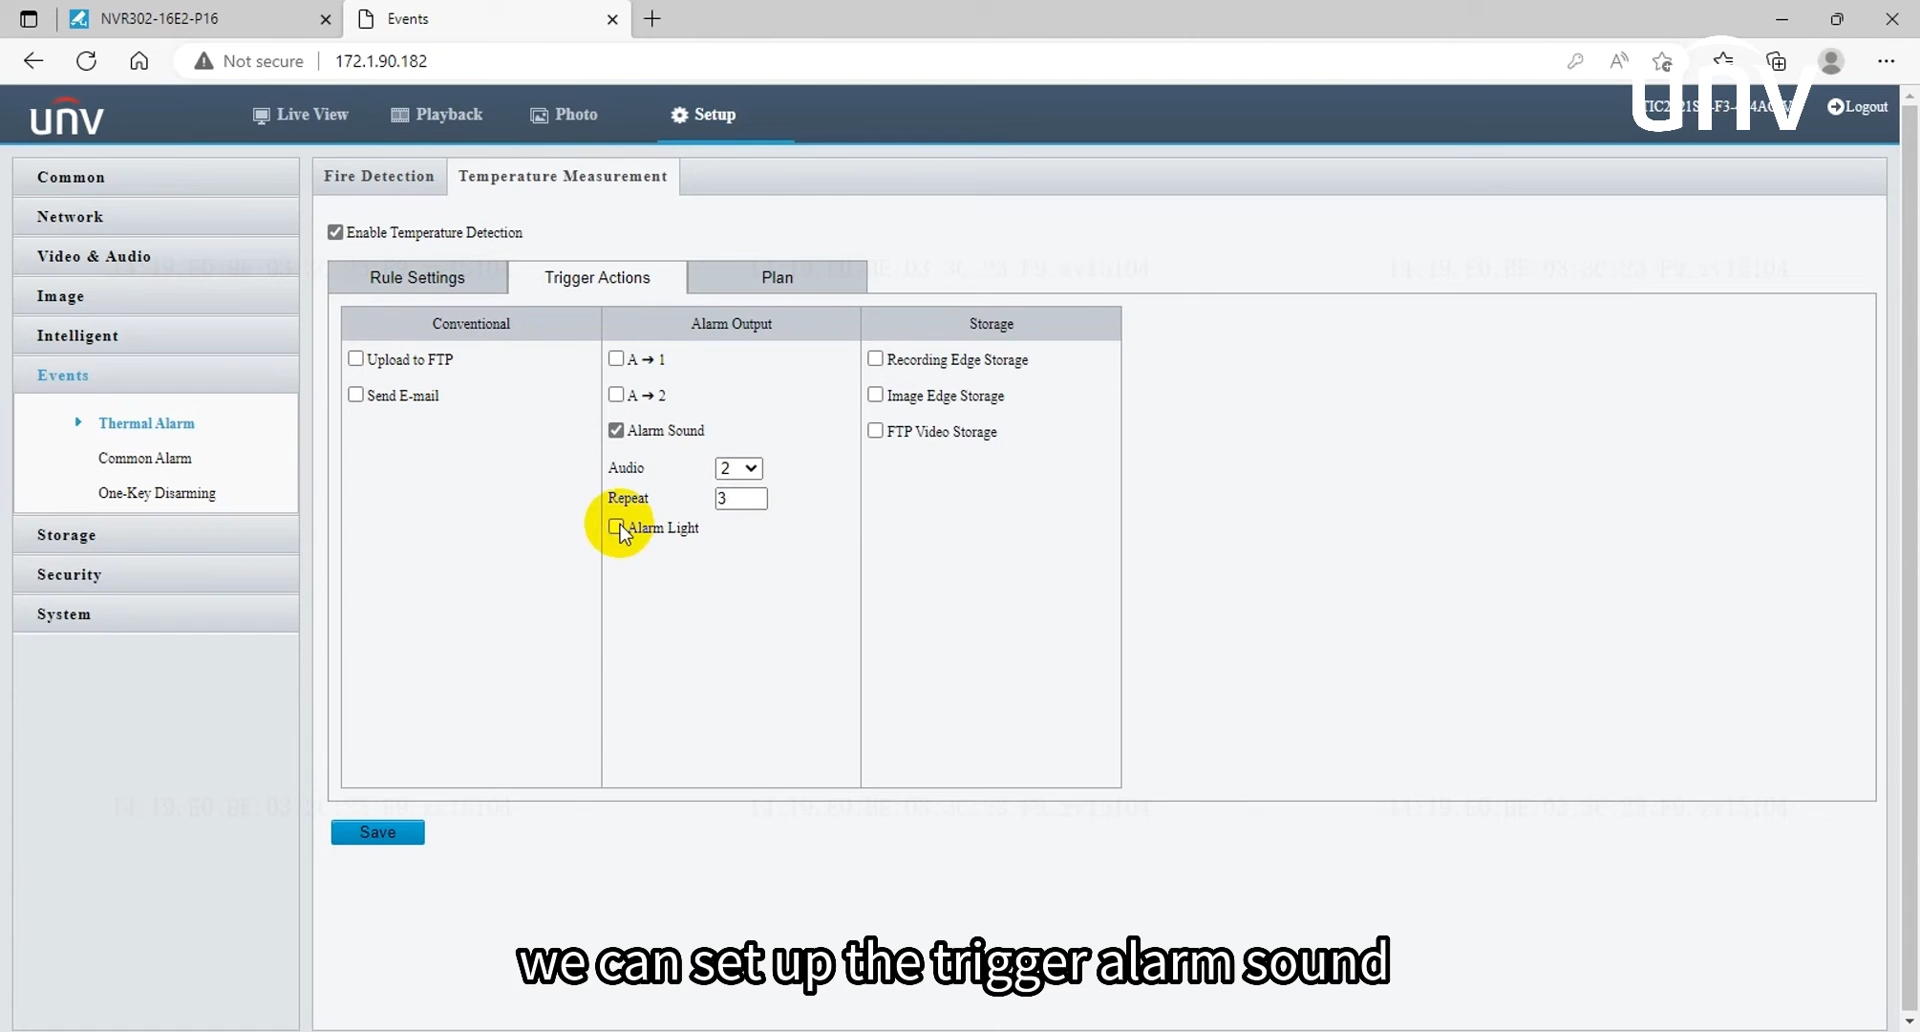 NVR302-16E2-P16
Events
Not secure
172.1.90.182
unv
Live View
Playback
Photo
Setup
Logout
unv
Common
Network
Video & Audio
Image
Intelligent
Events
Thermal Alarm
Common Alarm
One-Key Disarming
Storage
Security
System
Fire Detection
Temperature Measurement
Enable Temperature Detection
Rule Settings
Trigger Actions
Plan
Conventional
Alarm Output
Storage
Upload to FTP
A ➔ 1
Recording Edge Storage
Send E-mail
A ➔ 2
Image Edge Storage
Alarm Sound
FTP Video Storage
Audio 2
Repeat 3
Alarm Light
Save
we can set up the trigger alarm sound